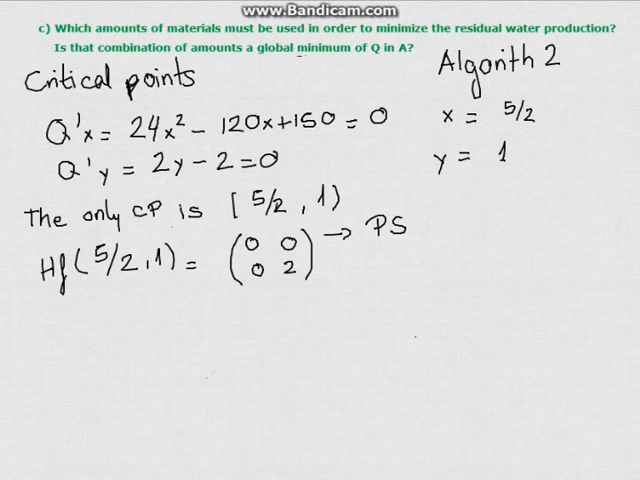 www.Bandicam.com
c) Which amounts of materials must be used in order to minimize the residual water production?
Is that combination of amounts a global minimum of Q in A?
Critical points
Algorith 2
Q'x = 24x² - 120x+150 = 0
x = 5/2
Q'y = 2y - 2 = 0
y = 1
The only CP is [5/2, 1)
Hf(5/2,1) = (0 0
0 2) → PS